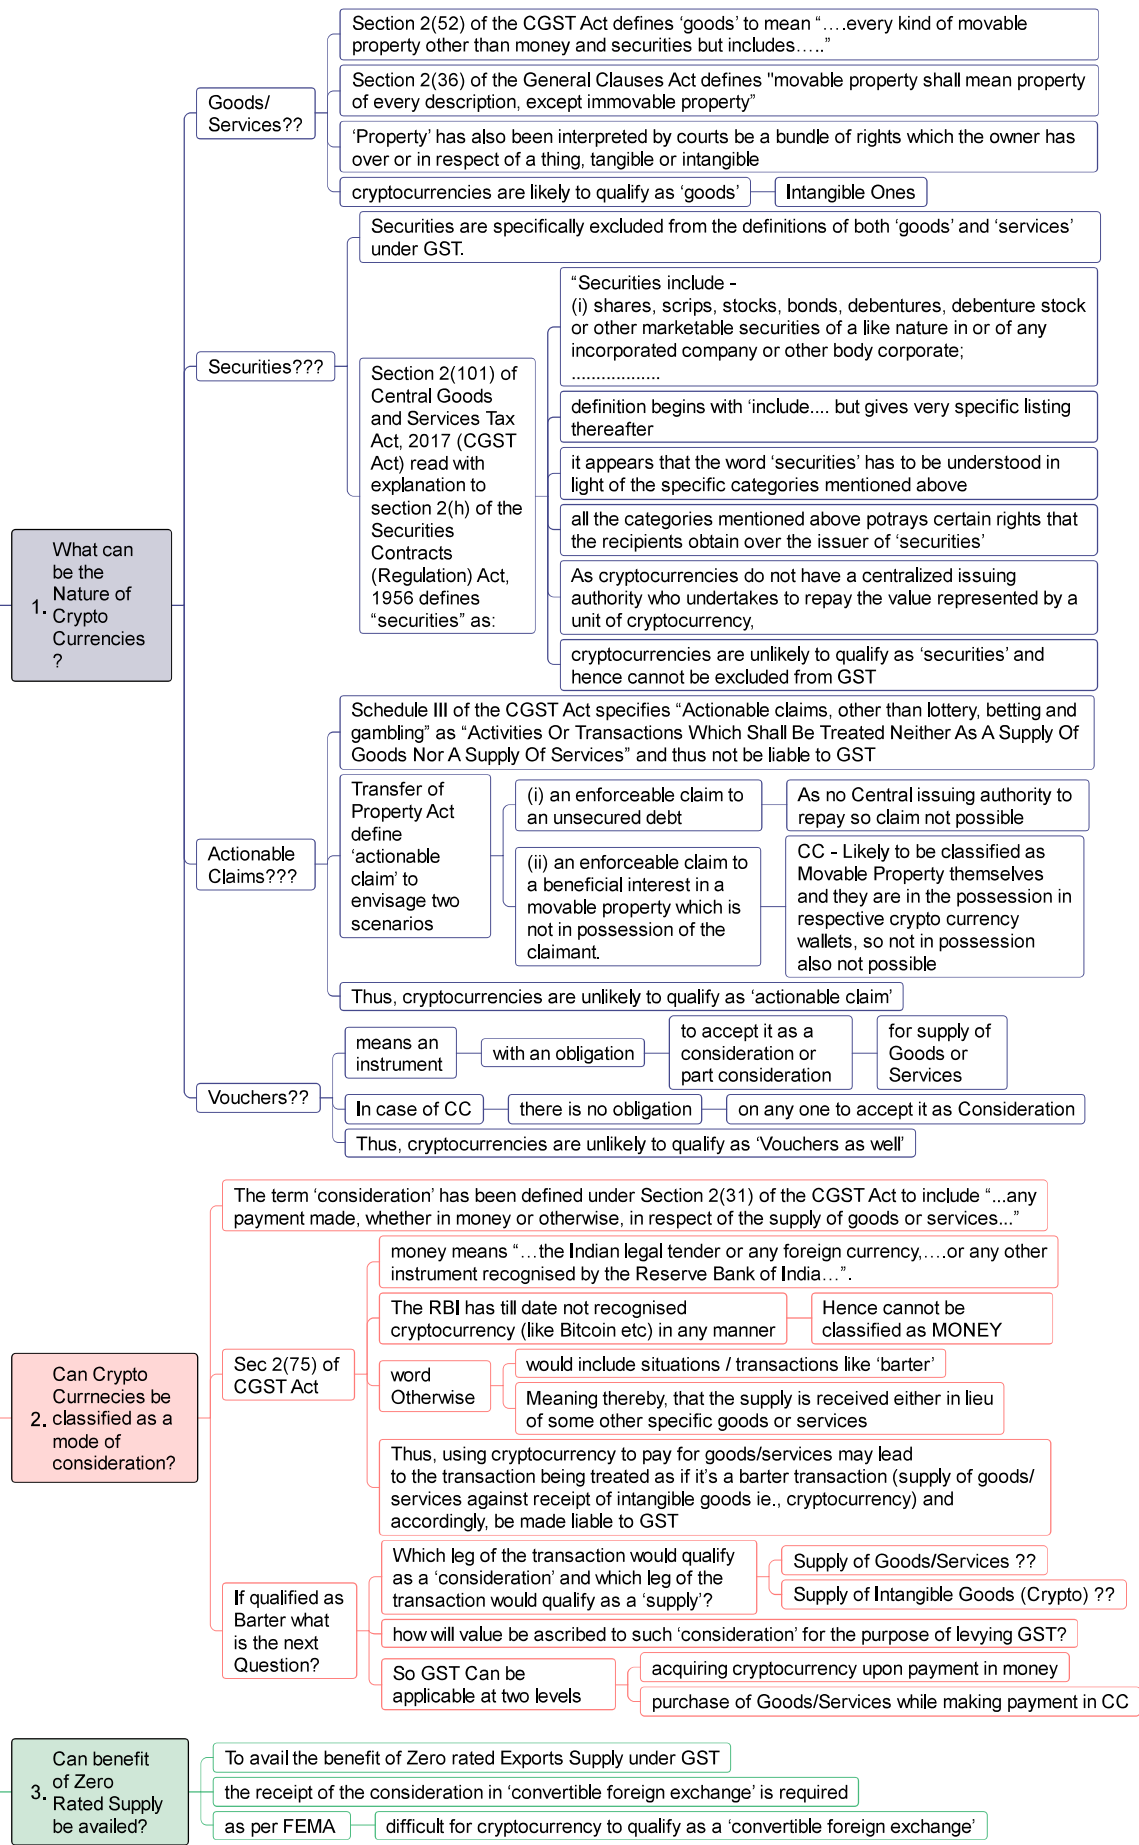 1.
What can
be the
Nature of
Crypto
Currencies
?
Goods/
Services??
Section 2(52) of the CGST Act defines ‘goods’ to mean “....every kind of movable
property other than money and securities but includes…..”
Section 2(36) of the General Clauses Act defines "movable property shall mean property
of every description, except immovable property”
‘Property’ has also been interpreted by courts be a bundle of rights which the owner has
over or in respect of a thing, tangible or intangible
cryptocurrencies are likely to qualify as ‘goods’
Intangible Ones
Securities???
Securities are specifically excluded from the definitions of both ‘goods’ and ‘services’
under GST.
Section 2(101) of
Central Goods
and Services Tax
Act, 2017 (CGST
Act) read with
explanation to
section 2(h) of the
Securities
Contracts
(Regulation) Act,
1956 defines
“securities” as:
“Securities include -
(i) shares, scrips, stocks, bonds, debentures, debenture stock
or other marketable securities of a like nature in or of any
incorporated company or other body corporate;
..................
definition begins with ‘include.... but gives very specific listing
thereafter
it appears that the word ‘securities’ has to be understood in
light of the specific categories mentioned above
all the categories mentioned above potrays certain rights that
the recipients obtain over the issuer of ‘securities’
As cryptocurrencies do not have a centralized issuing
authority who undertakes to repay the value represented by a
unit of cryptocurrency,
cryptocurrencies are unlikely to qualify as ‘securities’ and
hence cannot be excluded from GST
Actionable
Claims???
Schedule III of the CGST Act specifies “Actionable claims, other than lottery, betting and
gambling” as “Activities Or Transactions Which Shall Be Treated Neither As A Supply Of
Goods Nor A Supply Of Services” and thus not be liable to GST
Transfer of
Property Act
define
‘actionable
claim’ to
envisage two
scenarios
(i) an enforceable claim to
an unsecured debt
As no Central issuing authority to
repay so claim not possible
(ii) an enforceable claim to
a beneficial interest in a
movable property which is
not in possession of the
claimant.
CC - Likely to be classified as
Movable Property themselves
and they are in the possession in
respective crypto currency
wallets, so not in possession
also not possible
Thus, cryptocurrencies are unlikely to qualify as ‘actionable claim’
Vouchers??
means an
instrument
with an obligation
to accept it as a
consideration or
part consideration
for supply of
Goods or
Services
In case of CC
there is no obligation
on any one to accept it as Consideration
Thus, cryptocurrencies are unlikely to qualify as ‘Vouchers as well’
2.
Can Crypto
Currnecies be
classified as a
mode of
consideration?
The term ‘consideration’ has been defined under Section 2(31) of the CGST Act to include “...any
payment made, whether in money or otherwise, in respect of the supply of goods or services...”
Sec 2(75) of
CGST Act
money means “…the Indian legal tender or any foreign currency,….or any other
instrument recognised by the Reserve Bank of India…”.
The RBI has till date not recognised
cryptocurrency (like Bitcoin etc) in any manner
Hence cannot be
classified as MONEY
word
Otherwise
would include situations / transactions like ‘barter’
Meaning thereby, that the supply is received either in lieu
of some other specific goods or services
Thus, using cryptocurrency to pay for goods/services may lead
to the transaction being treated as if it’s a barter transaction (supply of goods/
services against receipt of intangible goods ie., cryptocurrency) and
accordingly, be made liable to GST
If qualified as
Barter what
is the next
Question?
Which leg of the transaction would qualify
as a ‘consideration’ and which leg of the
transaction would qualify as a ‘supply’?
Supply of Goods/Services ??
Supply of Intangible Goods (Crypto) ??
how will value be ascribed to such ‘consideration’ for the purpose of levying GST?
So GST Can be
applicable at two levels
acquiring cryptocurrency upon payment in money
purchase of Goods/Services while making payment in CC
3.
Can benefit
of Zero
Rated Supply
be availed?
To avail the benefit of Zero rated Exports Supply under GST
the receipt of the consideration in ‘convertible foreign exchange’ is required
as per FEMA
difficult for cryptocurrency to qualify as a ‘convertible foreign exchange’